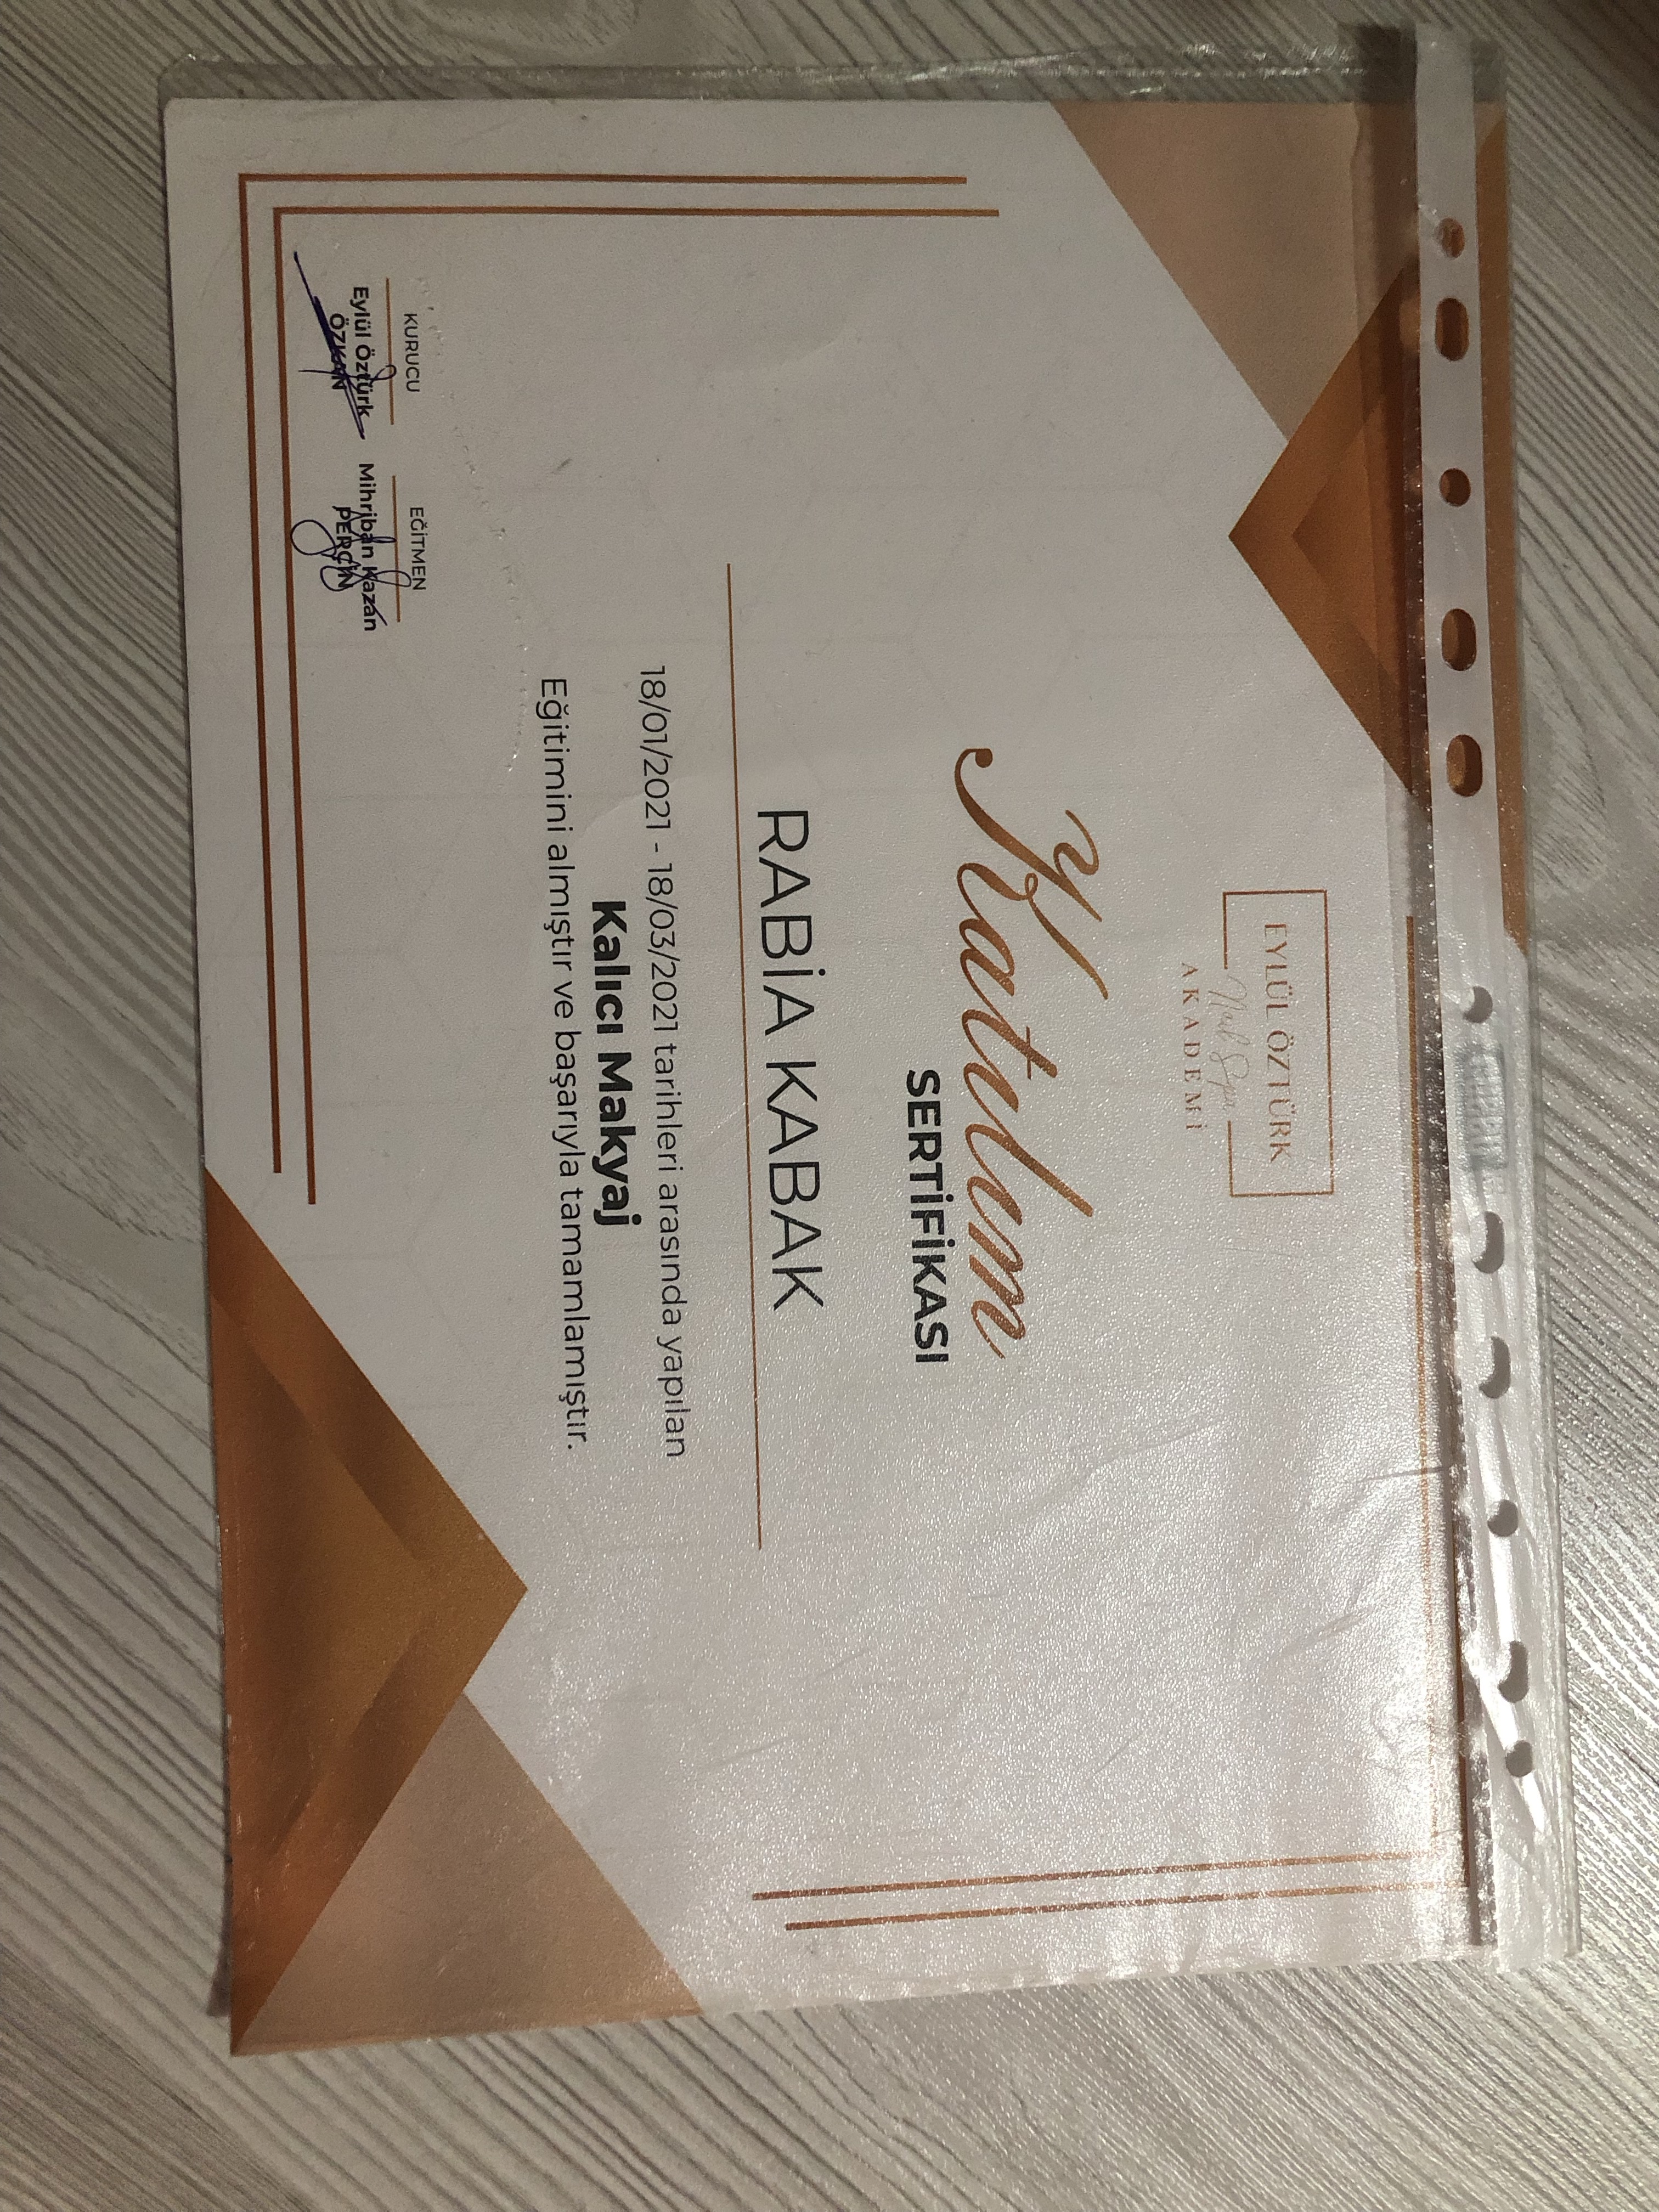 EYLÜL ÖZTÜRK
AKADEMİ
Katılım
SERTİFİKASI
RABİA KABAK
18/01/2021 - 18/03/2021 tarihleri arasında yapılan
Kalıcı Makyaj
Eğitimini almıştır ve başarıyla tamamlamıştır.
KURUCU
Eylül Öztürk
ÖZKAN
EĞİTMEN
Mihriban Kazan
PERÇİN